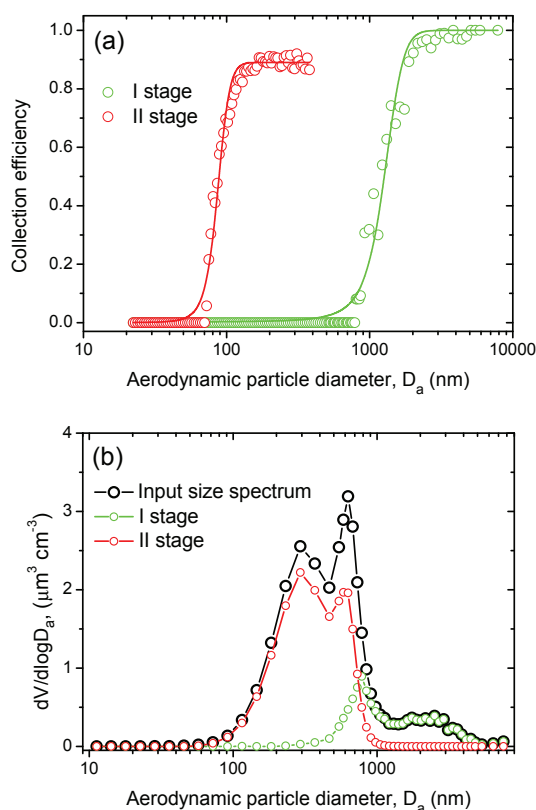 (a)
I stage
II stage
Collection efficiency
1.0
0.8
0.6
0.4
0.2
0.0
10 100 1000 10000
Aerodynamic particle diameter, Dₐ (nm)
(b)
Input size spectrum
I stage
II stage
dV/dlogDₐ, (μm³ cm⁻³)
4
3
2
1
0
10 100 1000
Aerodynamic particle diameter, Dₐ (nm)